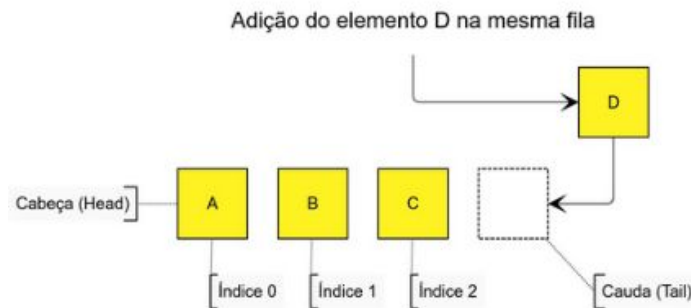 Adição do elemento D na mesma fila
D
Cabeça (Head)
A
B
C
Índice 0
Índice 1
Índice 2
Cauda (Tail)